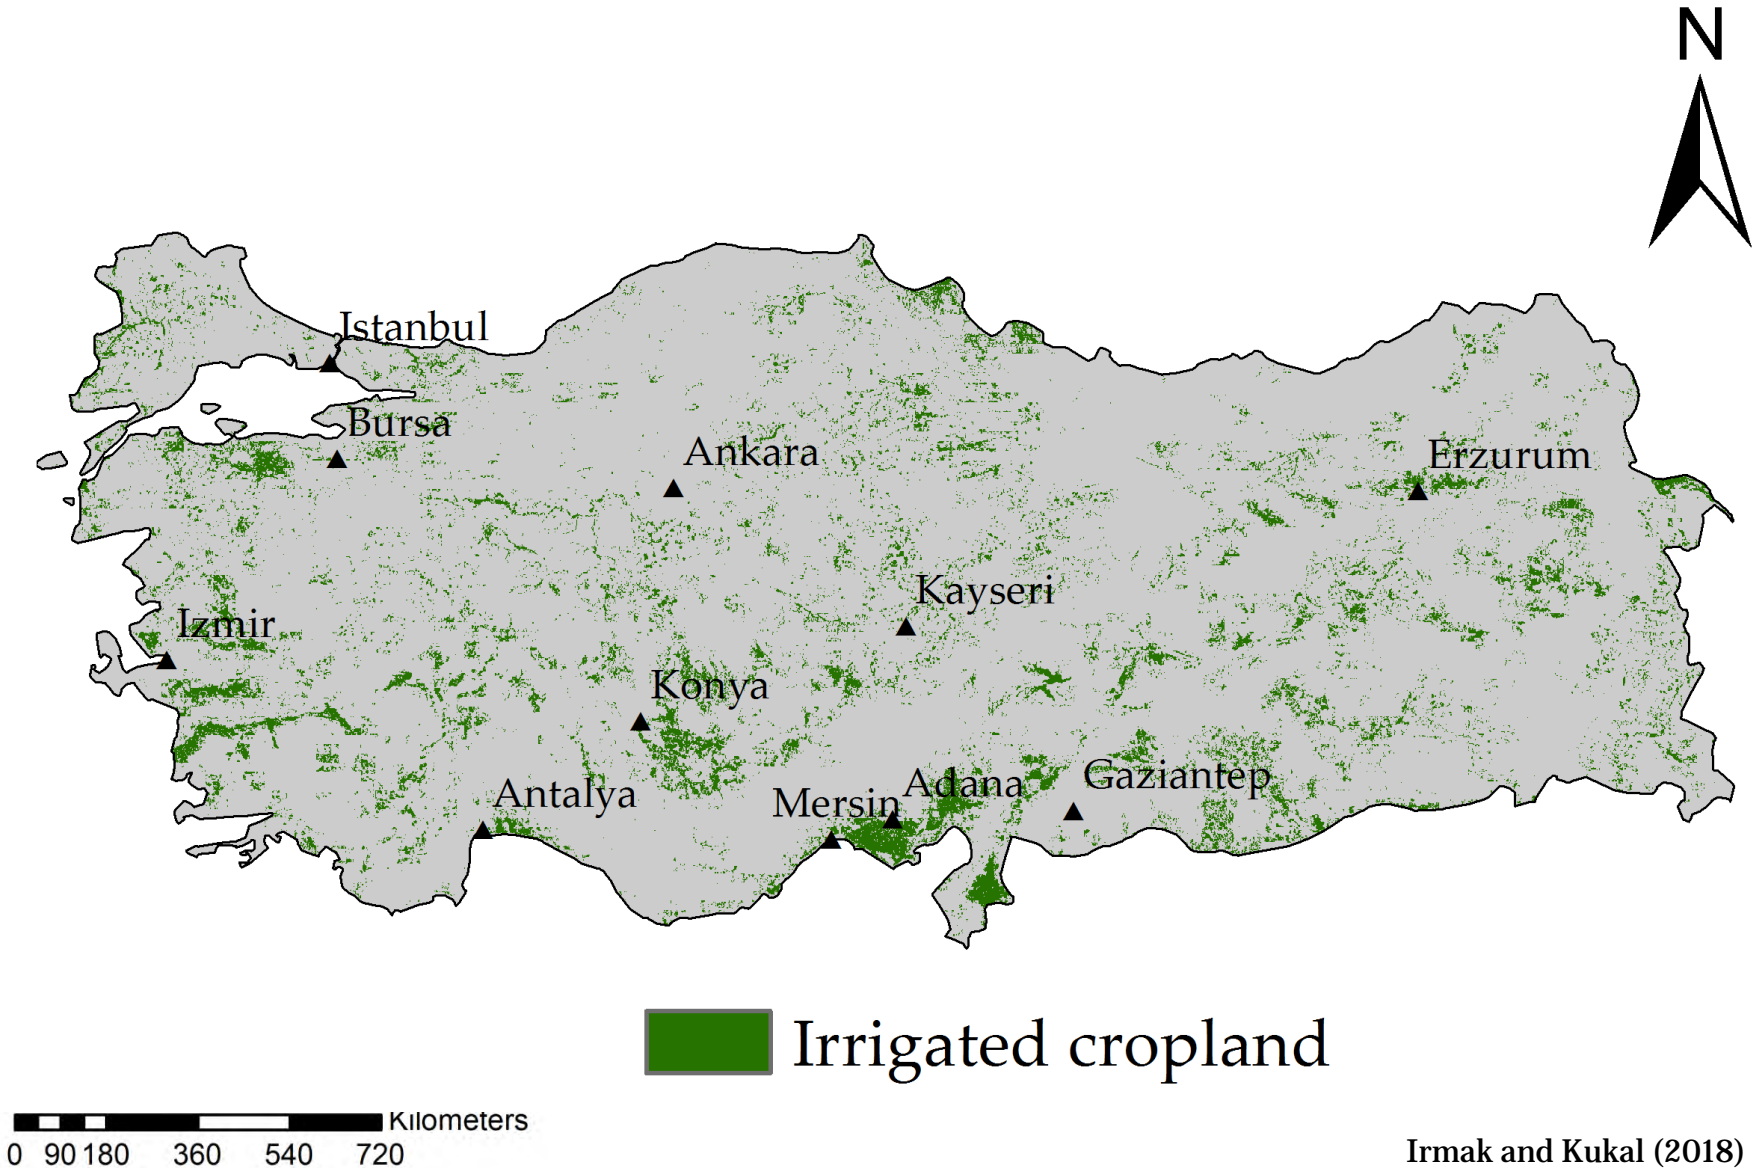 N
Istanbul
Bursa
Ankara
Erzurum
Kayseri
Izmir
Konya
Antalya
Mersin
Adana
Gaziantep
Irrigated cropland
Kilometers
0 90 180 360 540 720
Irmak and Kukal (2018)